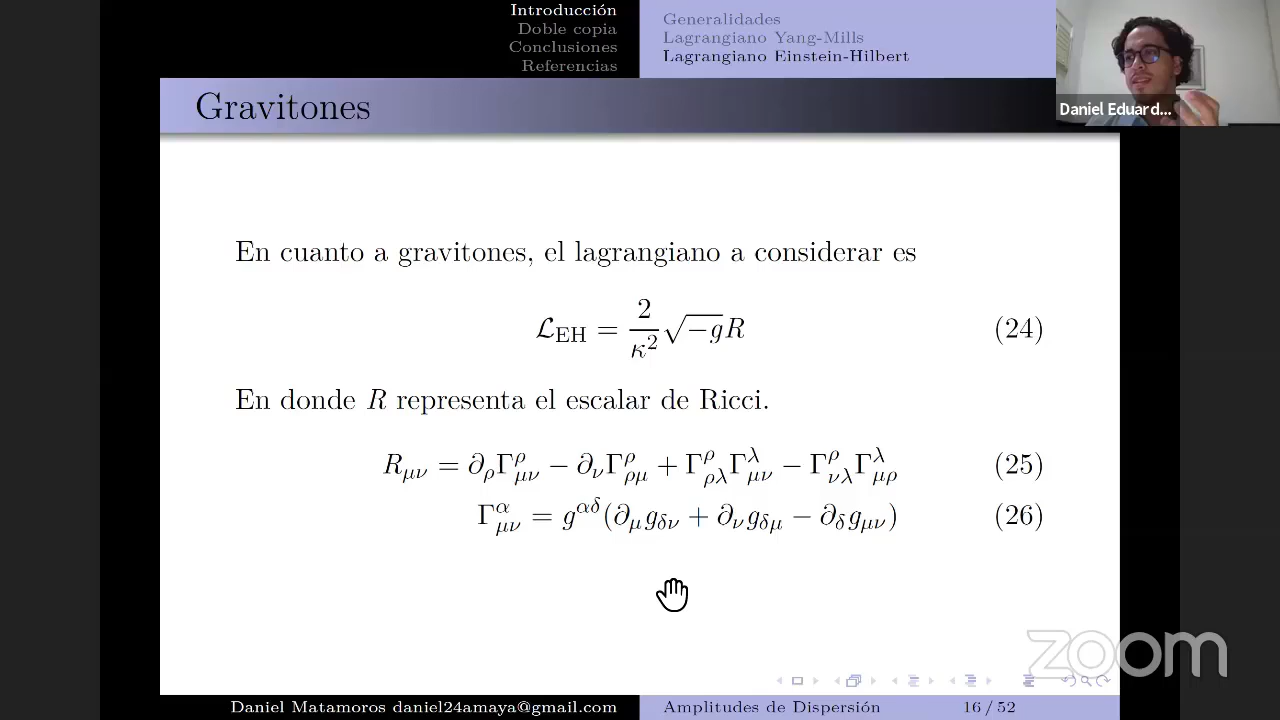 Introducción
Doble copia
Conclusiones
Referencias
Generalidades
Lagrangiano Yang-Mills
Lagrangiano Einstein-Hilbert
Daniel Eduard...
Gravitones
En cuanto a gravitones, el lagrangiano a considerar es
ℒ_EH = 2/κ² √−g R (24)
En donde R representa el escalar de Ricci.
R_μν = ∂_ρ Γ^ρ_μν − ∂_ν Γ^ρ_ρμ + Γ^ρ_ρλ Γ^λ_μν − Γ^ρ_νλ Γ^λ_μρ (25)
Γ^α_μν = g^αδ (∂_μ g_δν + ∂_ν g_δμ − ∂_δ g_μν) (26)
zoom
Daniel Matamoros daniel24amaya@gmail.com
Amplitudes de Dispersión
16 / 52